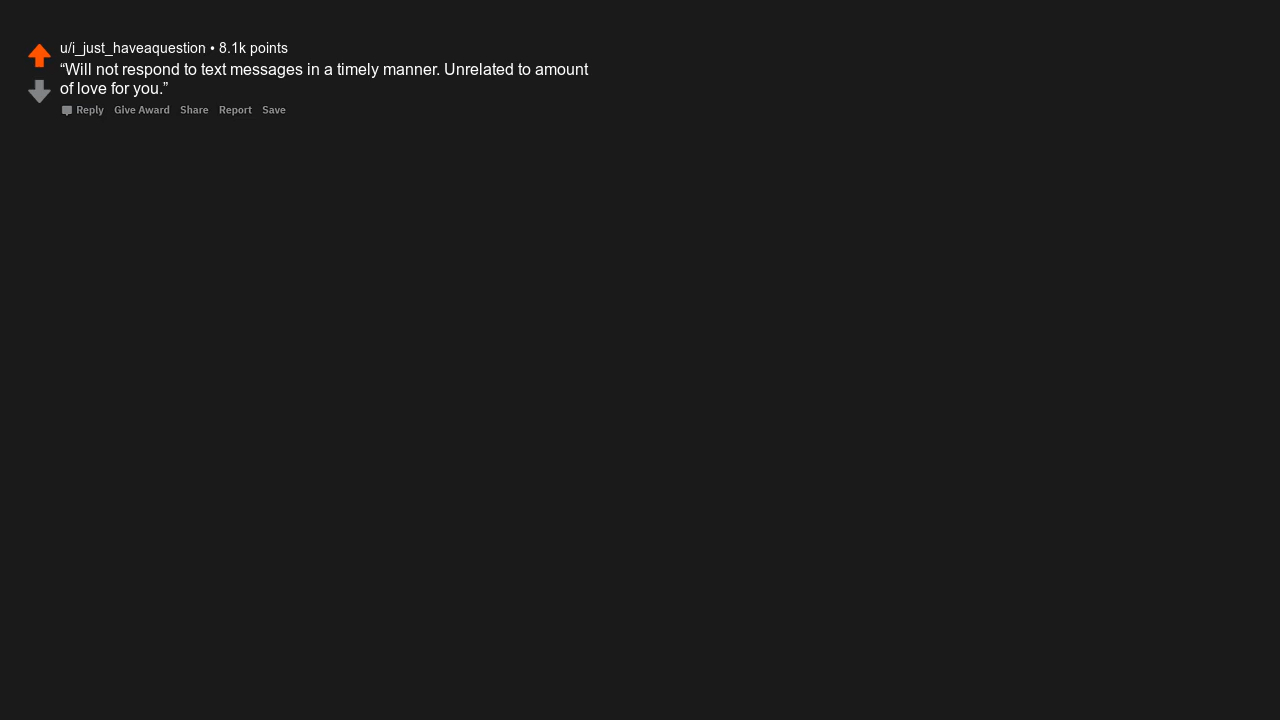 u/i_just_haveaquestion • 8.1k points
“Will not respond to text messages in a timely manner. Unrelated to amount
of love for you.”
Reply Give Award Share Report Save